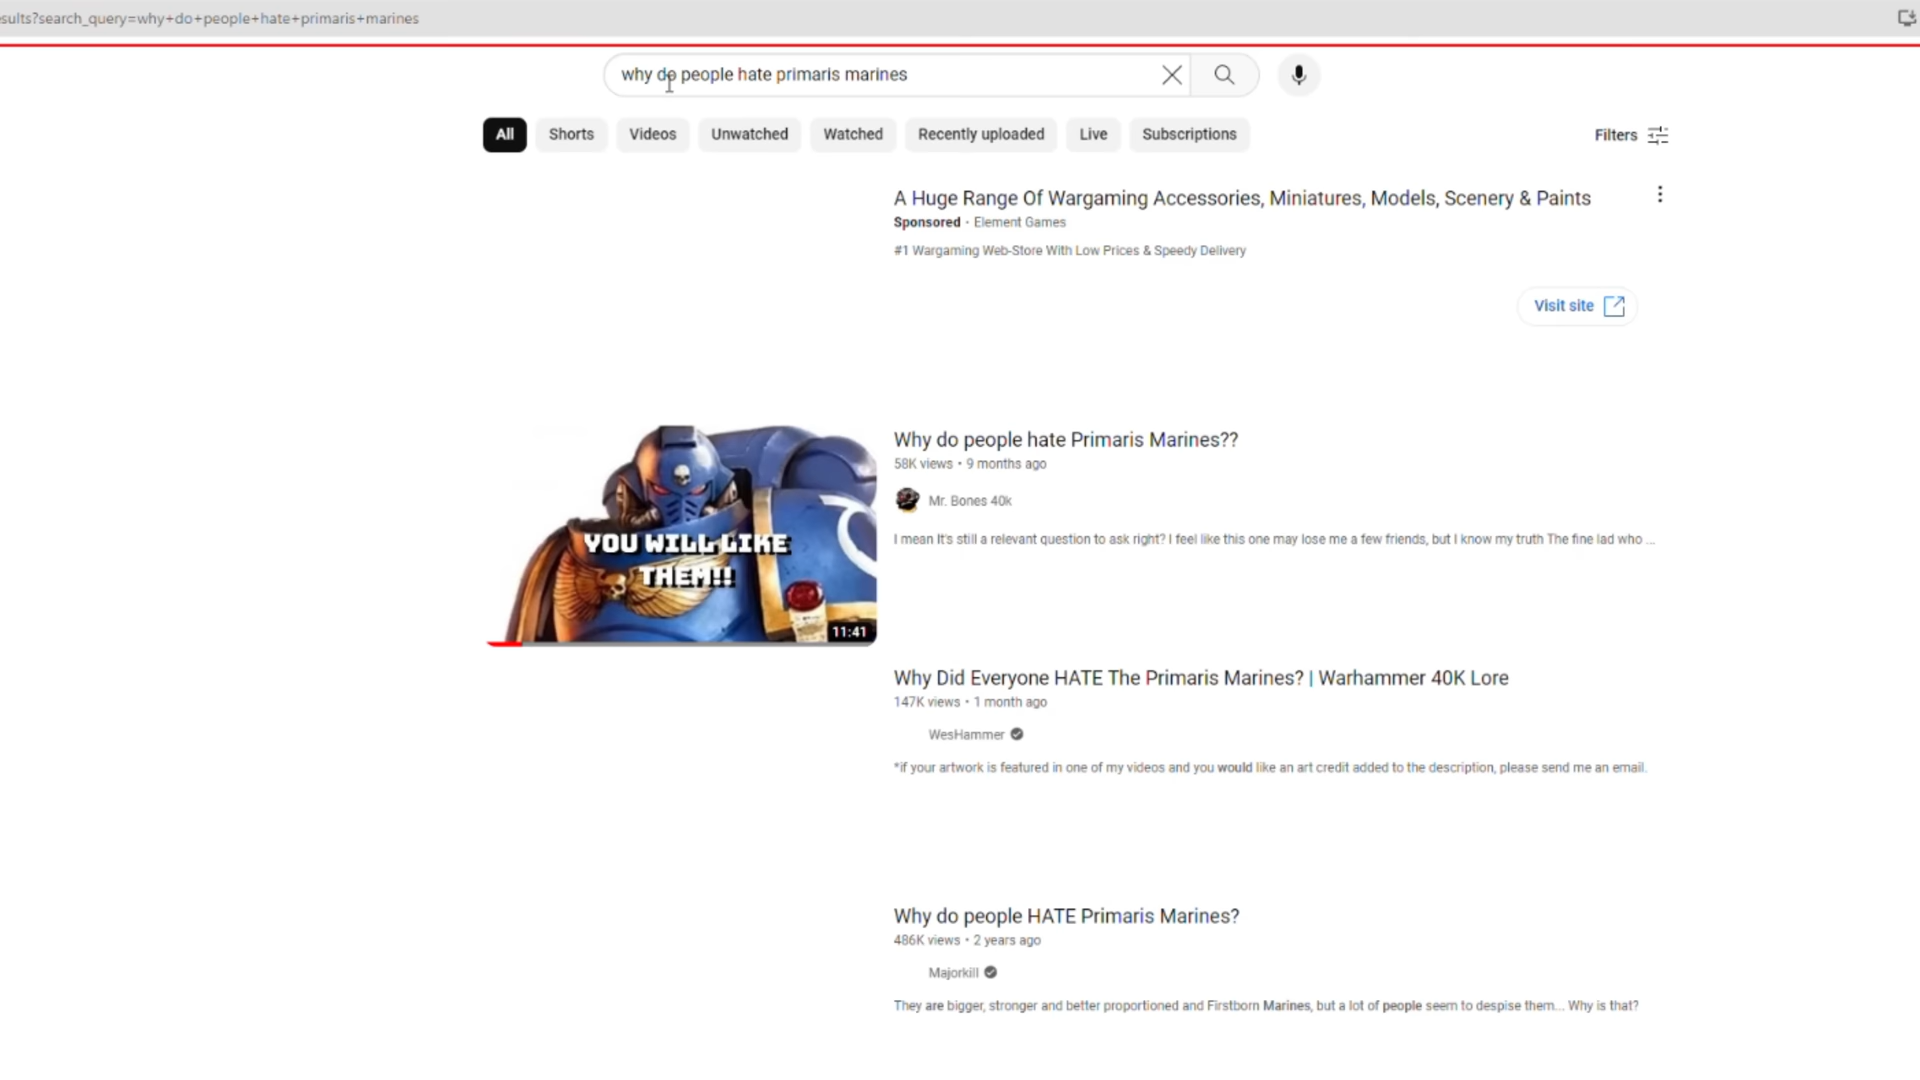 sults?search_query=why+do+people+hate+primaris+marines
why do people hate primaris marines
All Shorts Videos Unwatched Watched Recently uploaded Live Subscriptions Filters
A Huge Range Of Wargaming Accessories, Miniatures, Models, Scenery & Paints
Sponsored · Element Games
#1 Wargaming Web-Store With Low Prices & Speedy Delivery
Visit site
YOU WILL LIKE
THEM!!
11:41
Why do people hate Primaris Marines??
58K views • 9 months ago
Mr. Bones 40k
I mean It's still a relevant question to ask right? I feel like this one may lose me a few friends, but I know my truth The fine lad who ...
Why Did Everyone HATE The Primaris Marines? | Warhammer 40K Lore
147K views • 1 month ago
WesHammer
*if your artwork is featured in one of my videos and you would like an art credit added to the description, please send me an email.
Why do people HATE Primaris Marines?
486K views • 2 years ago
Majorkill
They are bigger, stronger and better proportioned and Firstborn Marines, but a lot of people seem to despise them... Why is that?